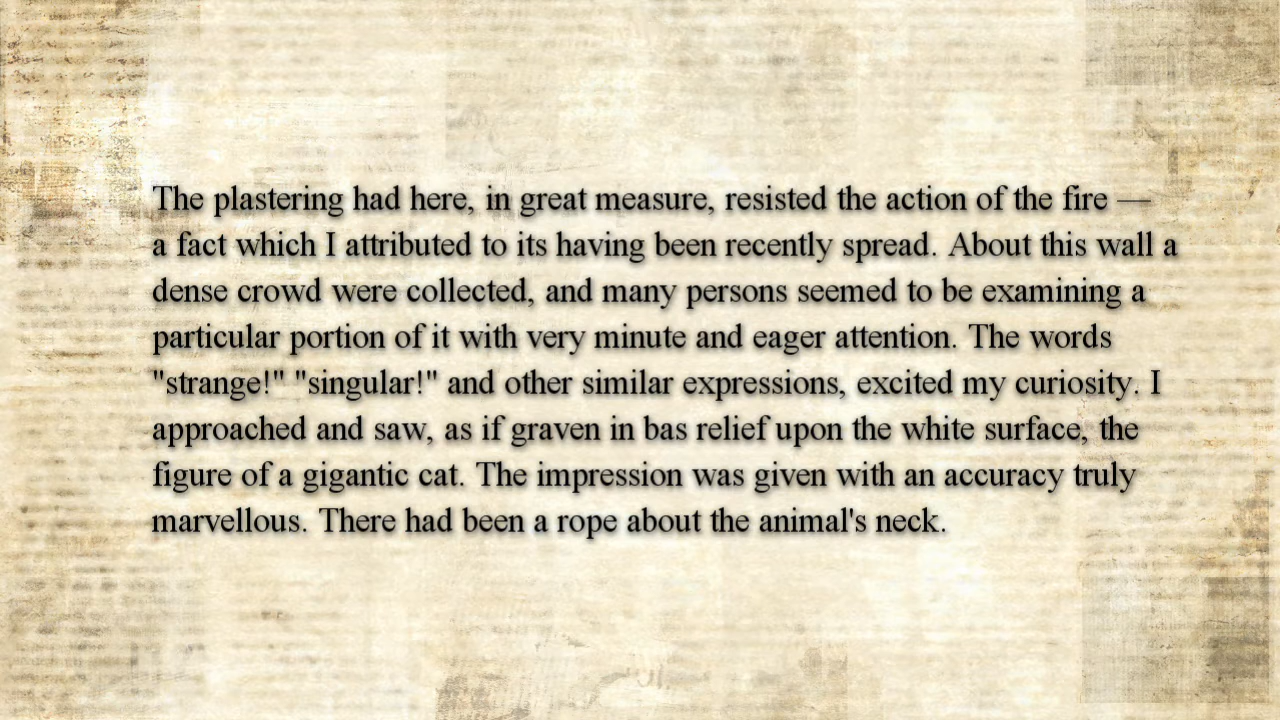 The plastering had here, in great measure, resisted the action of the fire —
a fact which I attributed to its having been recently spread. About this wall a
dense crowd were collected, and many persons seemed to be examining a
particular portion of it with very minute and eager attention. The words
"strange!" "singular!" and other similar expressions, excited my curiosity. I
approached and saw, as if graven in bas relief upon the white surface, the
figure of a gigantic cat. The impression was given with an accuracy truly
marvellous. There had been a rope about the animal's neck.